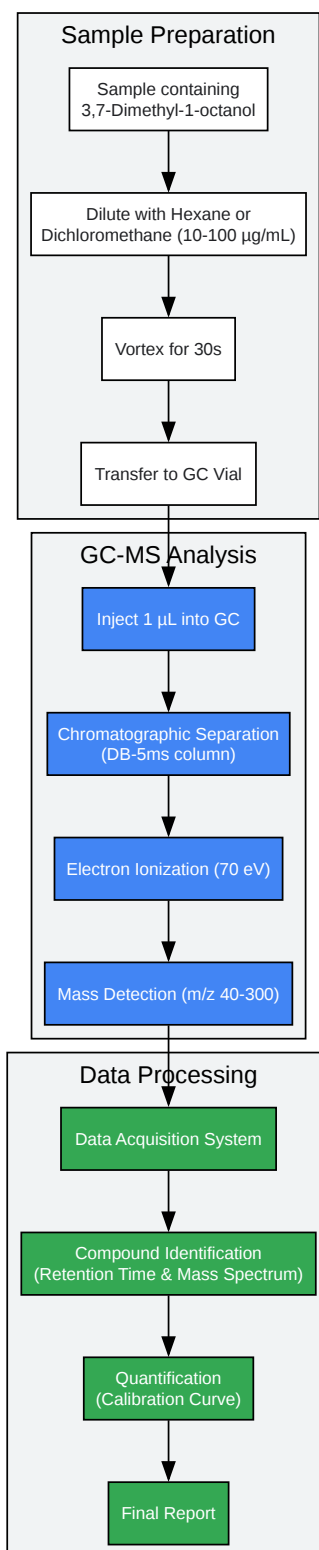 Sample Preparation
Sample containing
3,7-Dimethyl-1-octanol
Dilute with Hexane or
Dichloromethane (10-100 µg/mL)
Vortex for 30s
Transfer to GC Vial
GC-MS Analysis
Inject 1 µL into GC
Chromatographic Separation
(DB-5ms column)
Electron Ionization (70 eV)
Mass Detection (m/z 40-300)
Data Processing
Data Acquisition System
Compound Identification
(Retention Time & Mass Spectrum)
Quantification
(Calibration Curve)
Final Report